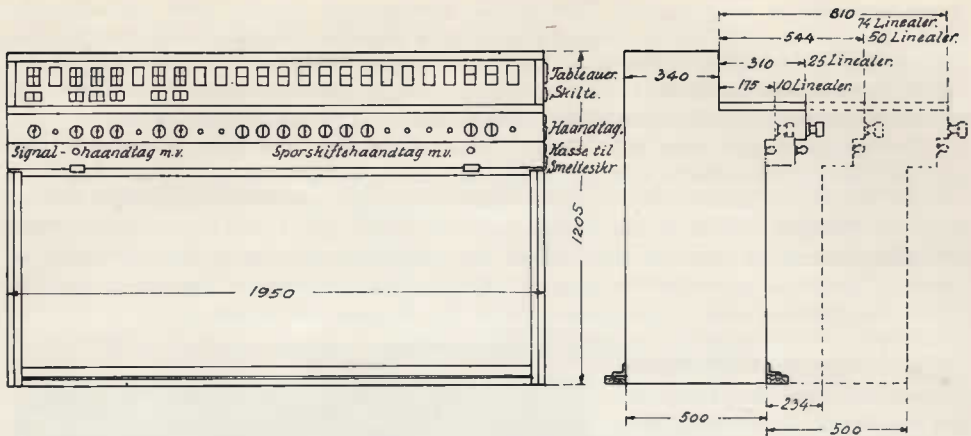 Tableauer.
Skilte.
Haandtag.
Signal-haandtag m.v.
Sporskiftehaandtag m.v.
Kasse til
Smeltesikr
1950
1205
810
74 Linealer.
544
50 Linealer.
310
25 Linealer.
340
175
10 Linealer.
234
500
500